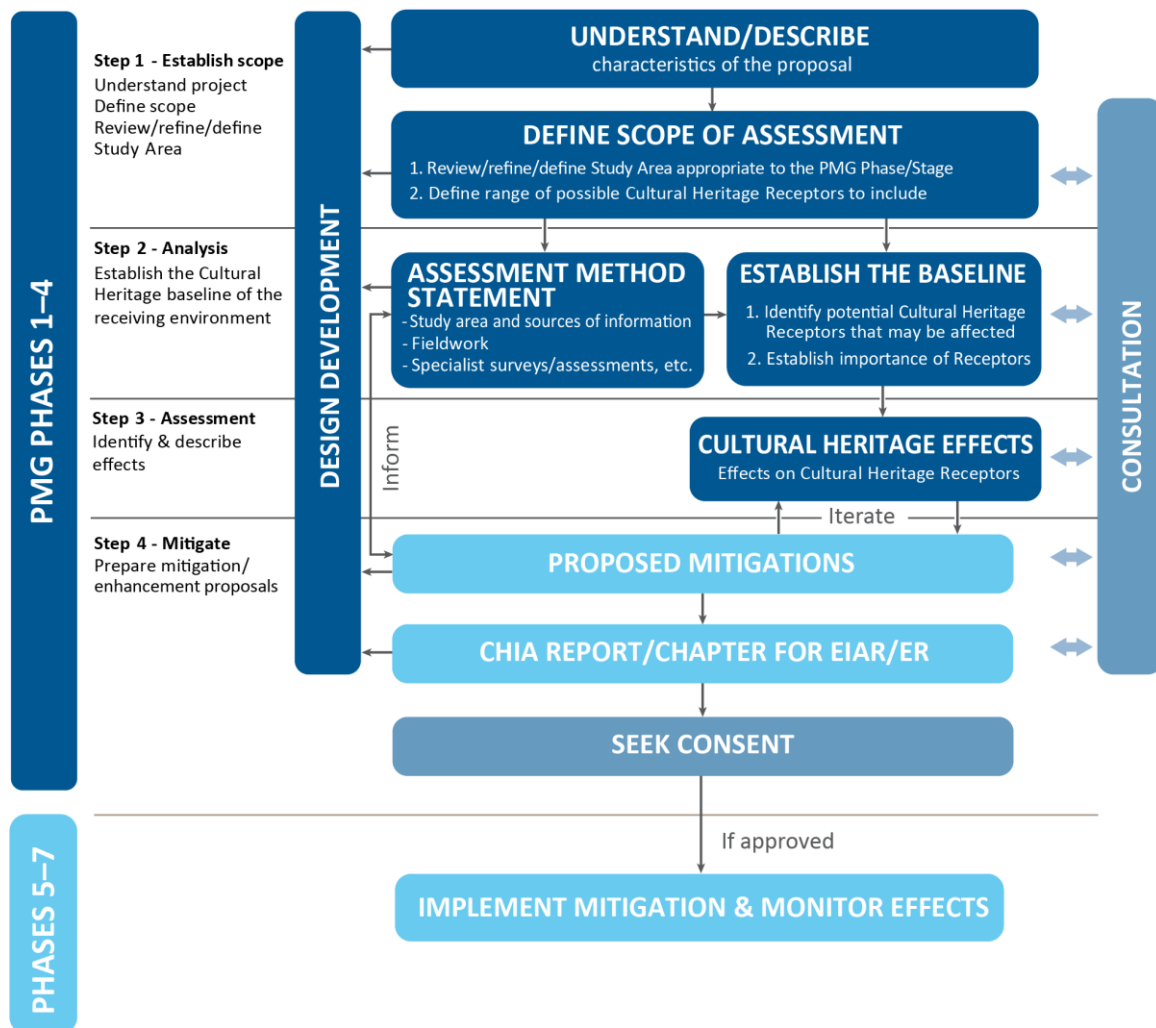 PMG PHASES 1–4
PHASES 5–7
Step 1 - Establish scope
Understand project
Define scope
Review/refine/define
Study Area
Step 2 - Analysis
Establish the Cultural
Heritage baseline of the
receiving environment
Step 3 - Assessment
Identify & describe
effects
Step 4 - Mitigate
Prepare mitigation/
enhancement proposals
DESIGN DEVELOPMENT
UNDERSTAND/DESCRIBE
characteristics of the proposal
DEFINE SCOPE OF ASSESSMENT
1. Review/refine/define Study Area appropriate to the PMG Phase/Stage
2. Define range of possible Cultural Heritage Receptors to include
ASSESSMENT METHOD
STATEMENT
- Study area and sources of information
- Fieldwork
- Specialist surveys/assessments, etc.
ESTABLISH THE BASELINE
1. Identify potential Cultural Heritage
Receptors that may be affected
2. Establish importance of Receptors
Inform
CULTURAL HERITAGE EFFECTS
Effects on Cultural Heritage Receptors
Iterate
PROPOSED MITIGATIONS
CHIA REPORT/CHAPTER FOR EIAR/ER
SEEK CONSENT
If approved
IMPLEMENT MITIGATION & MONITOR EFFECTS
CONSULTATION